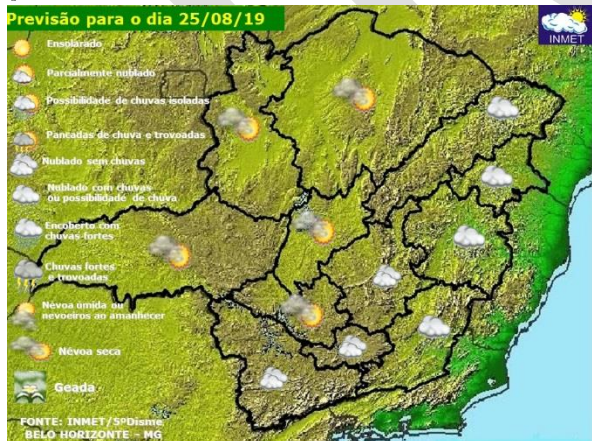 Previsão para o dia 25/08/19
INMET
Ensolarado
Parcialmente nublado
Possibilidade de chuvas isoladas
Pancadas de chuva e trovoadas
Nublado sem chuvas
Nublado com chuvas
ou possibilidade de chuva
Encoberto com
chuvas fortes
Chuvas fortes
e trovoadas
Névoa úmida ou
nevoeiros ao amanhecer
Névoa seca
Geada
FONTE: INMET/5ºDisme
BELO HORIZONTE - MG